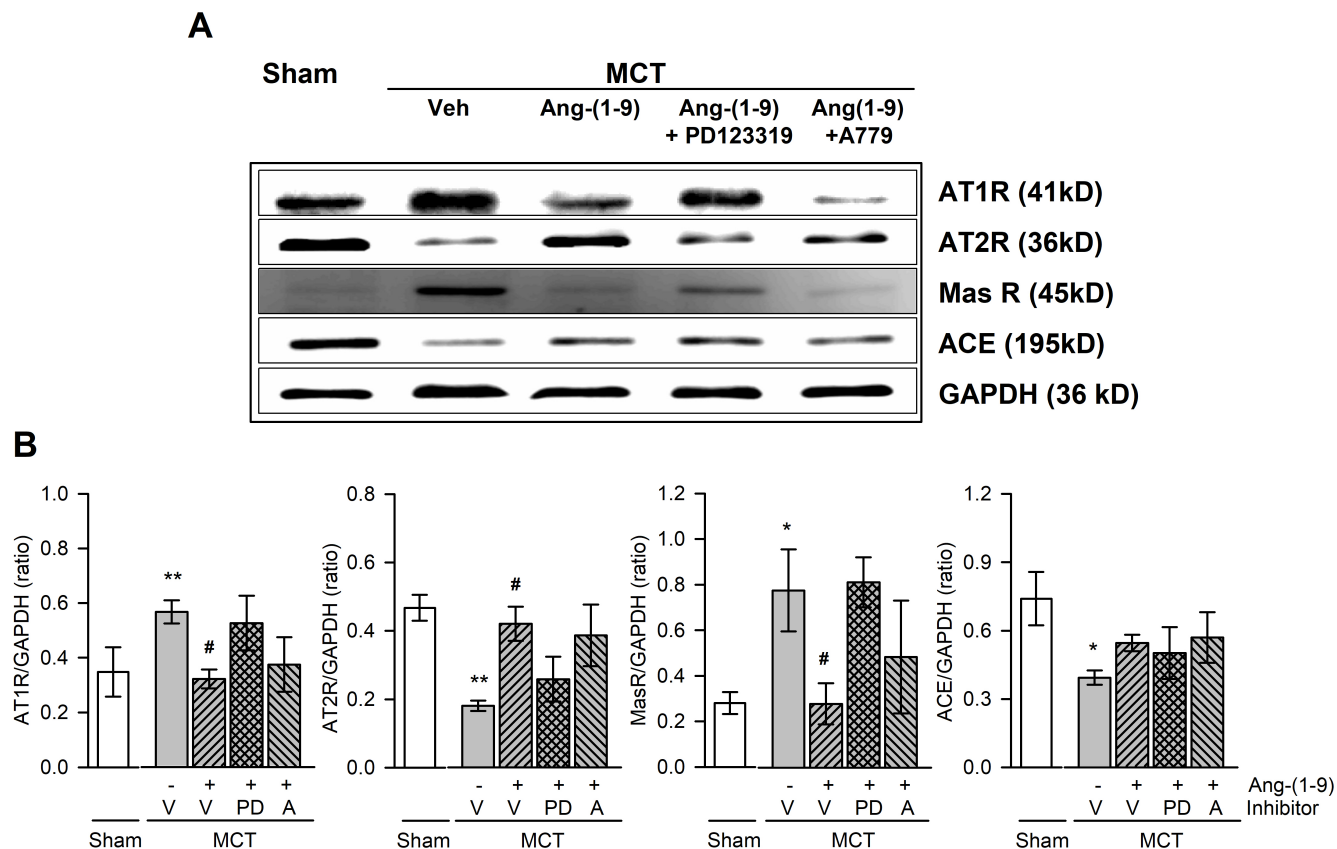 A
Sham
MCT
Veh
Ang-(1-9)
Ang-(1-9)
+ PD123319
Ang(1-9)
+A779
AT1R (41kD)
AT2R (36kD)
Mas R (45kD)
ACE (195kD)
GAPDH (36 kD)
B
AT1R/GAPDH (ratio)
1.0
0.8
0.6
0.4
0.2
0.0
**
#
- + + +
V V PD A
Sham MCT
AT2R/GAPDH (ratio)
0.8
0.6
0.4
0.2
0.0
**
#
- + + +
V V PD A
Sham MCT
MasR/GAPDH (ratio)
1.2
1.0
0.8
0.6
0.4
0.2
0.0
*
#
- + + +
V V PD A
Sham MCT
ACE/GAPDH (ratio)
1.2
0.9
0.6
0.3
0.0
*
- + + + Ang-(1-9)
V V PD A Inhibitor
Sham MCT